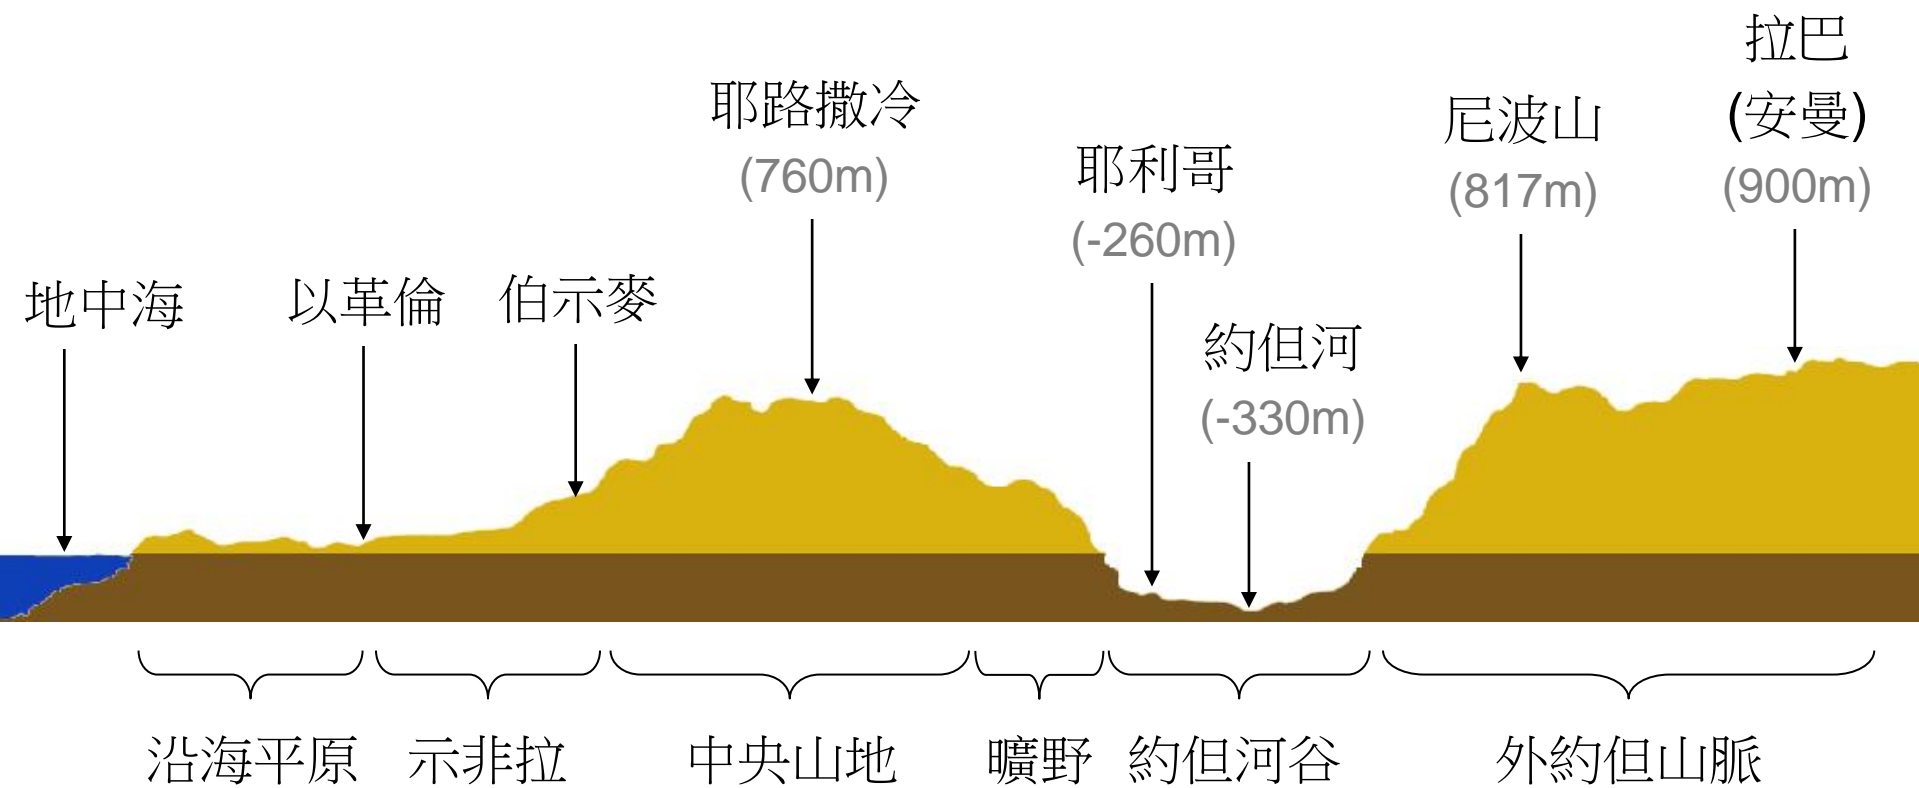 地中海
以革倫
伯示麥
耶路撒冷
(760m)
耶利哥
(-260m)
約但河
(-330m)
尼波山
(817m)
拉巴
(安曼)
(900m)
沿海平原
示非拉
中央山地
曠野
約但河谷
外約但山脈